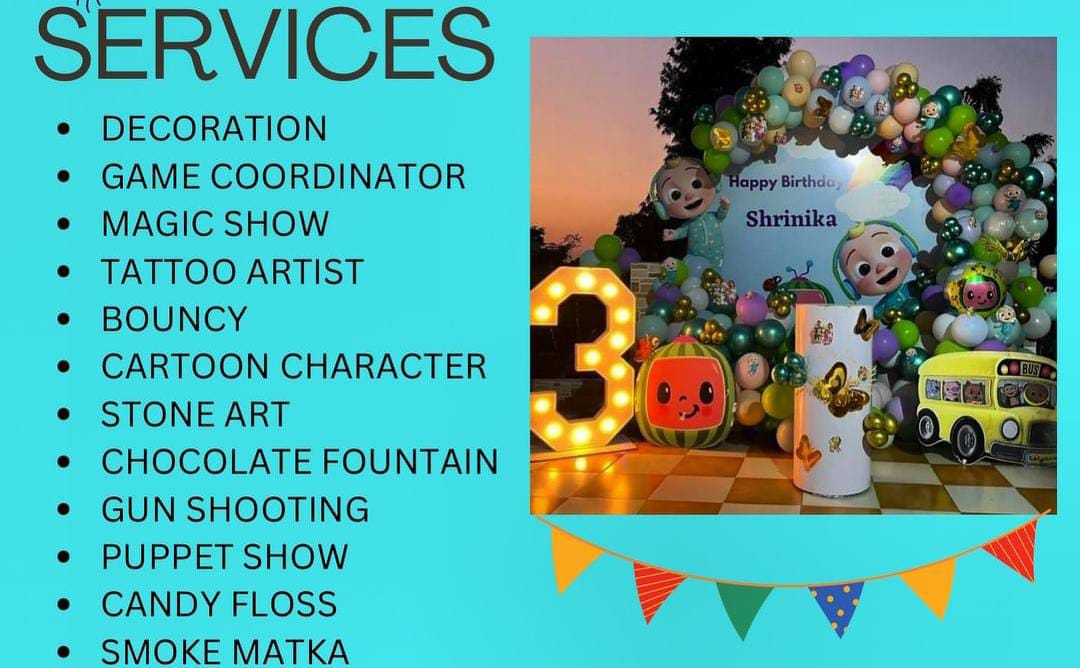 SERVICES
• DECORATION
• GAME COORDINATOR
• MAGIC SHOW
• TATTOO ARTIST
• BOUNCY
• CARTOON CHARACTER
• STONE ART
• CHOCOLATE FOUNTAIN
• GUN SHOOTING
• PUPPET SHOW
• CANDY FLOSS
• SMOKE MATKA
Happy Birthday
Shrinika
3
BUS